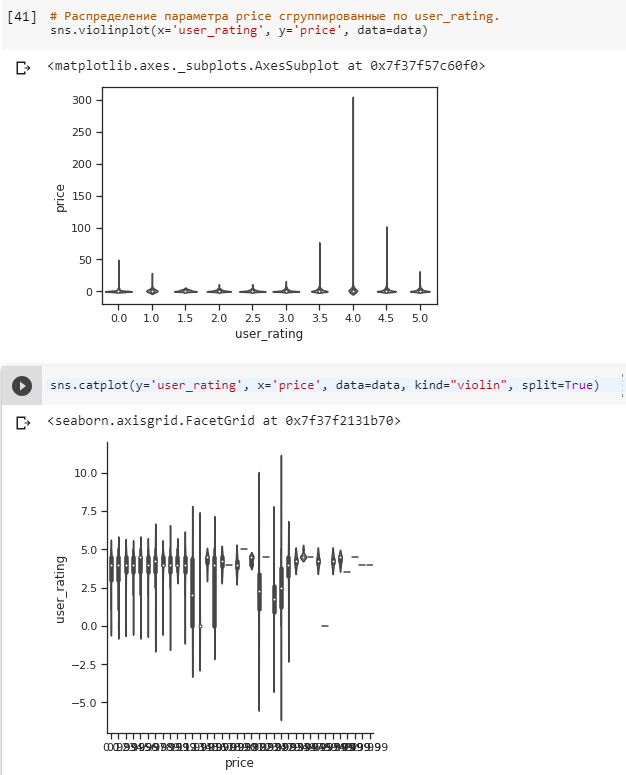 [41] # Распределение параметра price сгруппированные по user_rating.
sns.violinplot(x='user_rating', y='price', data=data)
<matplotlib.axes._subplots.AxesSubplot at 0x7f37f57c60f0>
300
250
200
150
100
50
0
price
0.0 1.0 1.5 2.0 2.5 3.0 3.5 4.0 4.5 5.0
user_rating
sns.catplot(y='user_rating', x='price', data=data, kind="violin", split=True)
<seaborn.axisgrid.FacetGrid at 0x7f37f2131b70>
10.0
7.5
5.0
2.5
0.0
−2.5
−5.0
user_rating
price